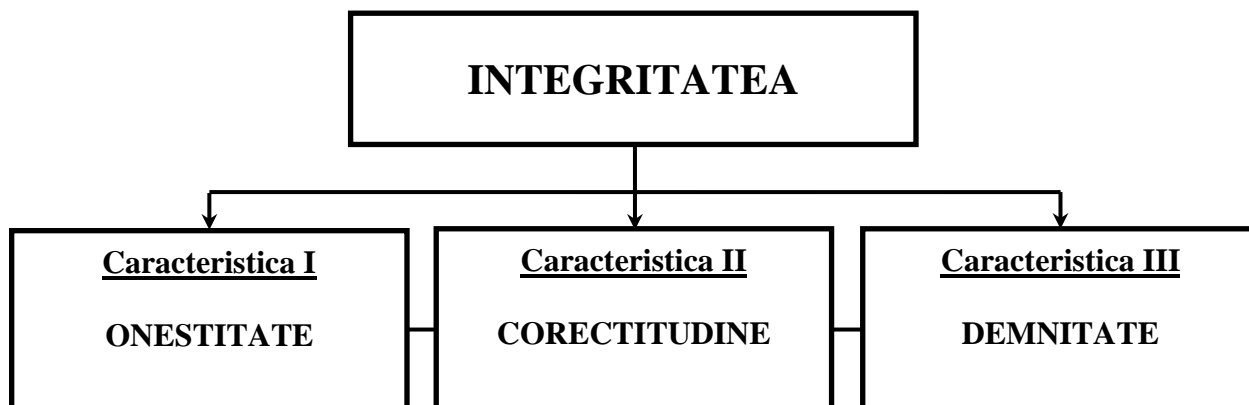 INTEGRITATEA
Caracteristica I
ONESTITATE
Caracteristica II
CORECTITUDINE
Caracteristica III
DEMNITATE